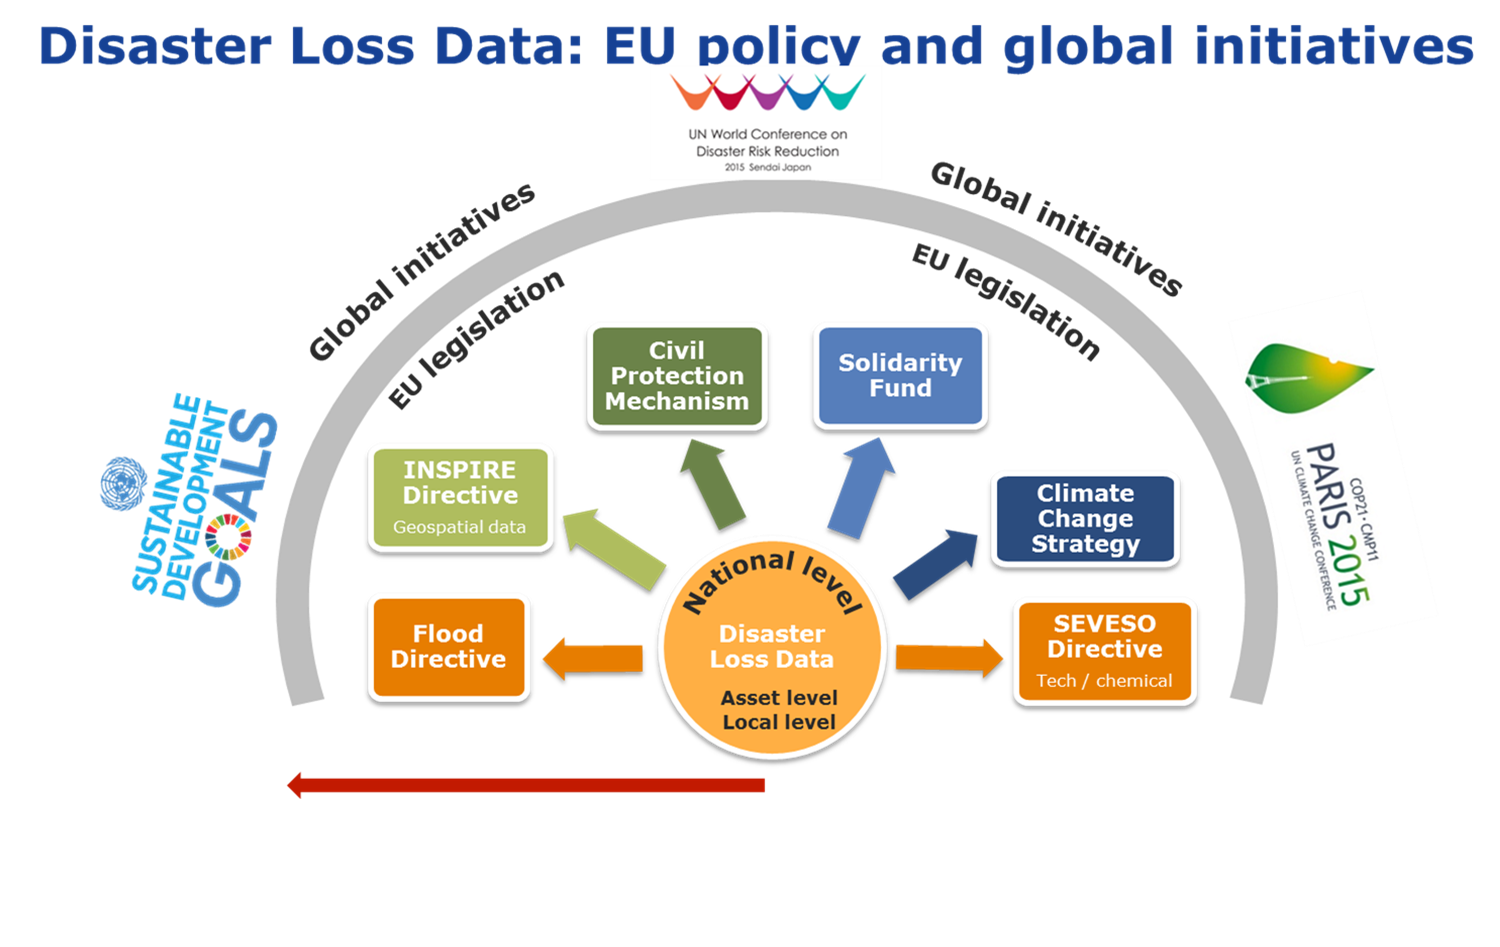 Disaster Loss Data: EU policy and global initiatives
UN World Conference on
Disaster Risk Reduction
2015 Sendai Japan
Global initiatives
Global initiatives
EU legislation
EU legislation
Civil
Protection
Mechanism
Solidarity
Fund
INSPIRE
Directive
Geospatial data
Climate
Change
Strategy
Flood
Directive
SEVESO
Directive
Tech / chemical
National level
Disaster
Loss Data
Asset level
Local level
SUSTAINABLE
DEVELOPMENT
GOALS
COP21·CMP11
PARIS 2015
UN CLIMATE CHANGE CONFERENCE